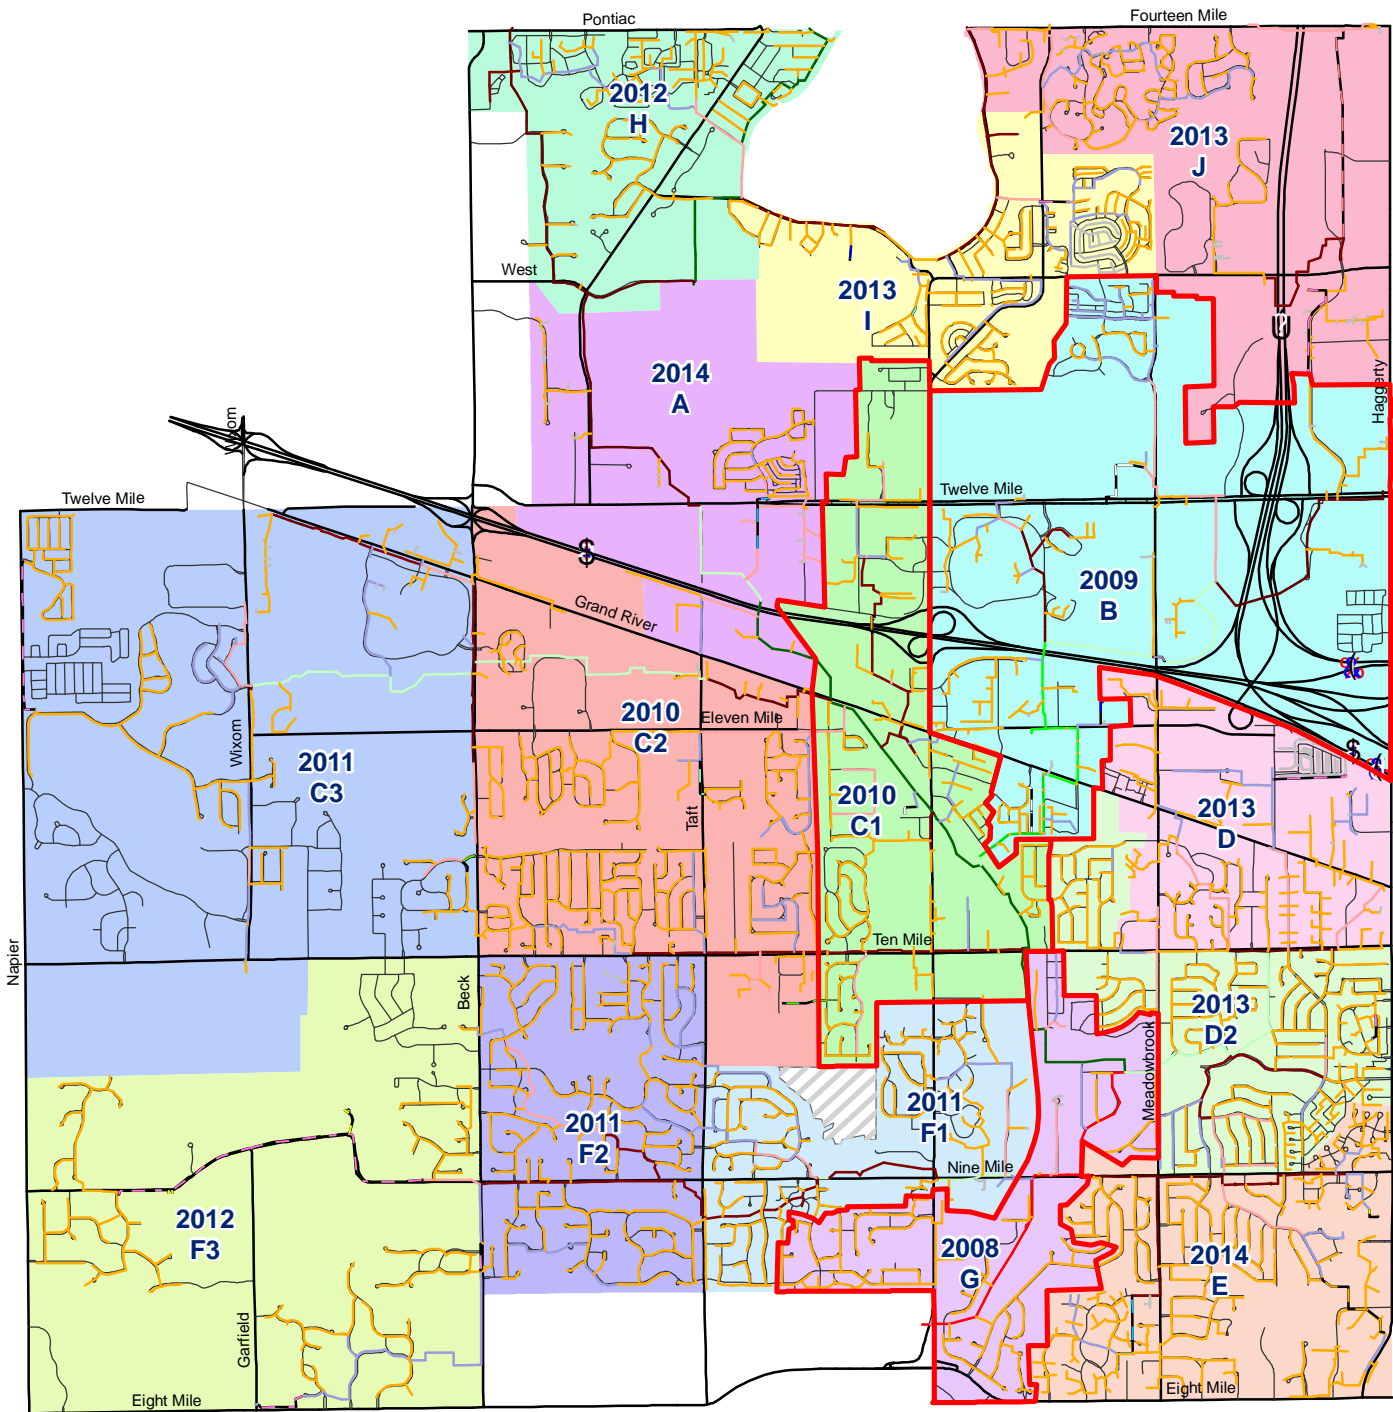 Pontiac
Fourteen Mile
2012
H
2013
J
West
2013
I
2014
A
Haggerty
Twelve Mile
Twelve Mile
2009
B
Grand River
2010
C2
Eleven Mile
Wixom
2011
C3
Taft
2010
C1
2013
D
Ten Mile
Napier
Beck
2013
D2
Meadowbrook
2011
F1
2011
F2
Nine Mile
2012
F3
2008
G
2014
E
Garfield
Eight Mile
Eight Mile